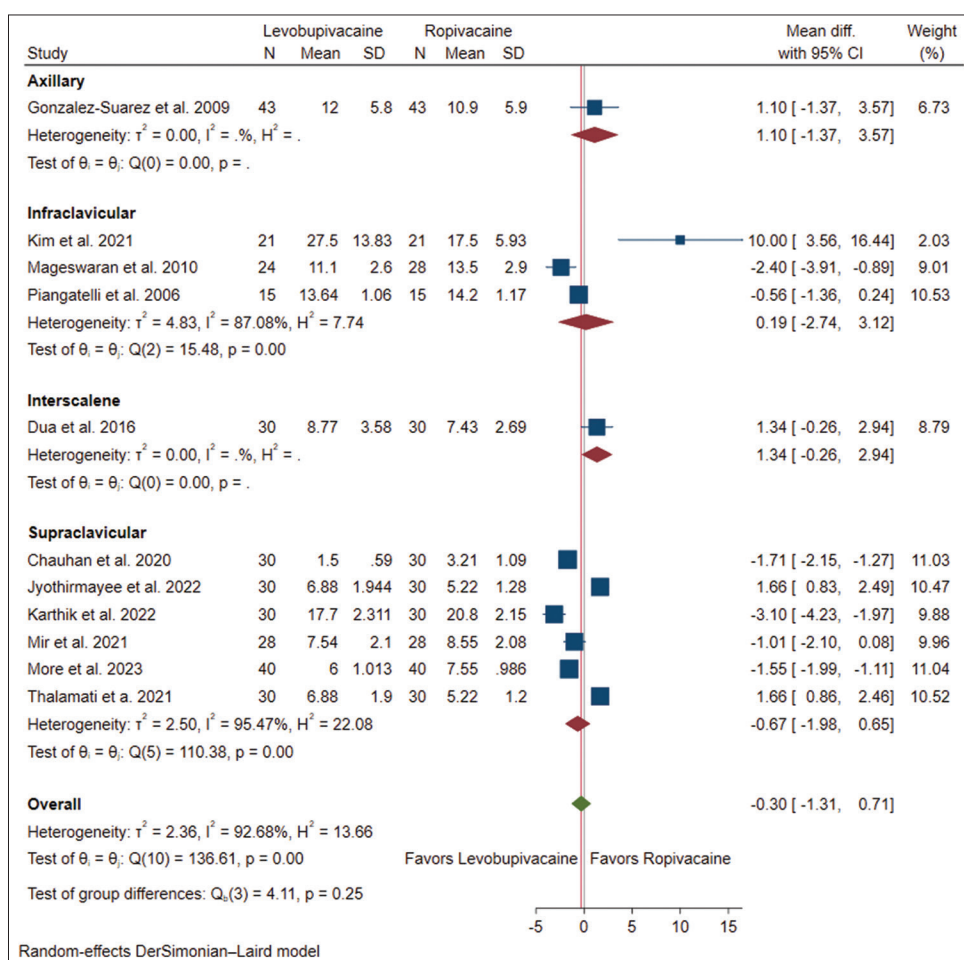 Levobupivacaine Ropivacaine Mean diff. Weight
Study N Mean SD N Mean SD with 95% CI (%)
Axillary
Gonzalez-Suarez et al. 2009 43 12 5.8 43 10.9 5.9 1.10 [ -1.37, 3.57] 6.73
Heterogeneity: τ² = 0.00, I² = .%, H² = . 1.10 [ -1.37, 3.57]
Test of θᵢ = θⱼ: Q(0) = 0.00, p = .
Infraclavicular
Kim et al. 2021 21 27.5 13.83 21 17.5 5.93 10.00 [ 3.56, 16.44] 2.03
Mageswaran et al. 2010 24 11.1 2.6 28 13.5 2.9 -2.40 [ -3.91, -0.89] 9.01
Piangatelli et al. 2006 15 13.64 1.06 15 14.2 1.17 -0.56 [ -1.36, 0.24] 10.53
Heterogeneity: τ² = 4.83, I² = 87.08%, H² = 7.74 0.19 [ -2.74, 3.12]
Test of θᵢ = θⱼ: Q(2) = 15.48, p = 0.00
Interscalene
Dua et al. 2016 30 8.77 3.58 30 7.43 2.69 1.34 [ -0.26, 2.94] 8.79
Heterogeneity: τ² = 0.00, I² = .%, H² = . 1.34 [ -0.26, 2.94]
Test of θᵢ = θⱼ: Q(0) = 0.00, p = .
Supraclavicular
Chauhan et al. 2020 30 1.5 .59 30 3.21 1.09 -1.71 [ -2.15, -1.27] 11.03
Jyothirmayee et al. 2022 30 6.88 1.944 30 5.22 1.28 1.66 [ 0.83, 2.49] 10.47
Karthik et al. 2022 30 17.7 2.311 30 20.8 2.15 -3.10 [ -4.23, -1.97] 9.88
Mir et al. 2021 28 7.54 2.1 28 8.55 2.08 -1.01 [ -2.10, 0.08] 9.96
More et al. 2023 40 6 1.013 40 7.55 .986 -1.55 [ -1.99, -1.11] 11.04
Thalamati et a. 2021 30 6.88 1.9 30 5.22 1.2 1.66 [ 0.86, 2.46] 10.52
Heterogeneity: τ² = 2.50, I² = 95.47%, H² = 22.08 -0.67 [ -1.98, 0.65]
Test of θᵢ = θⱼ: Q(5) = 110.38, p = 0.00
Overall -0.30 [ -1.31, 0.71]
Heterogeneity: τ² = 2.36, I² = 92.68%, H² = 13.66
Test of θᵢ = θⱼ: Q(10) = 136.61, p = 0.00 Favors Levobupivacaine Favors Ropivacaine
Test of group differences: Q_b(3) = 4.11, p = 0.25
-5 0 5 10 15
Random-effects DerSimonian–Laird model